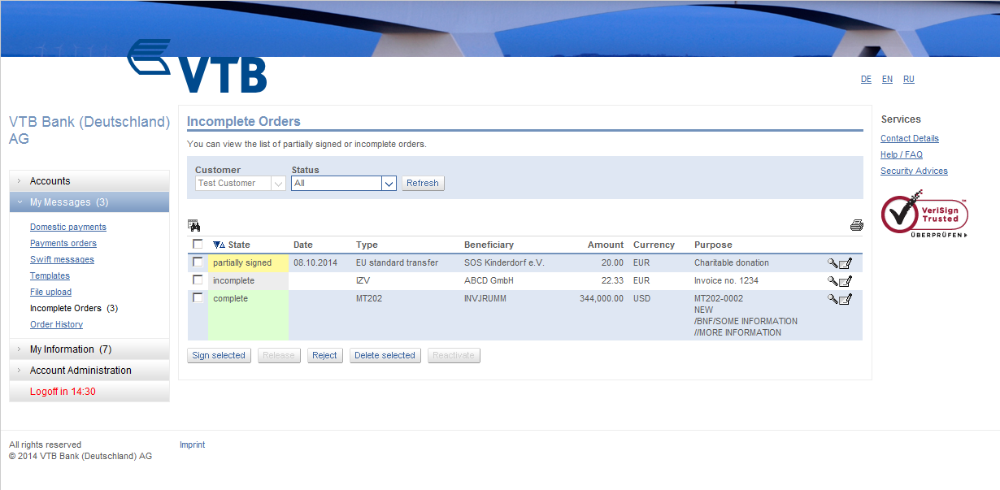 VTB
DE EN RU
VTB Bank (Deutschland)
AG
Accounts
My Messages (3)
Domestic payments
Payments orders
Swift messages
Templates
File upload
Incomplete Orders (3)
Order History
My Information (7)
Account Administration
Logoff in 14:30
Incomplete Orders
You can view the list of partially signed or incomplete orders.
Customer Status
Test Customer All Refresh
State Date Type Beneficiary Amount Currency Purpose
partially signed 08.10.2014 EU standard transfer SOS Kinderdorf e.V. 20.00 EUR Charitable donation
incomplete IZV ABCD GmbH 22.33 EUR Invoice no. 1234
complete MT202 INVJRUMM 344,000.00 USD MT202-0002
NEW
/BNF/SOME INFORMATION
//MORE INFORMATION
Sign selected Release Reject Delete selected Reactivate
Services
Contact Details
Help / FAQ
Security Advices
VeriSign
Trusted
ÜBERPRÜFEN
All rights reserved Imprint
© 2014 VTB Bank (Deutschland) AG